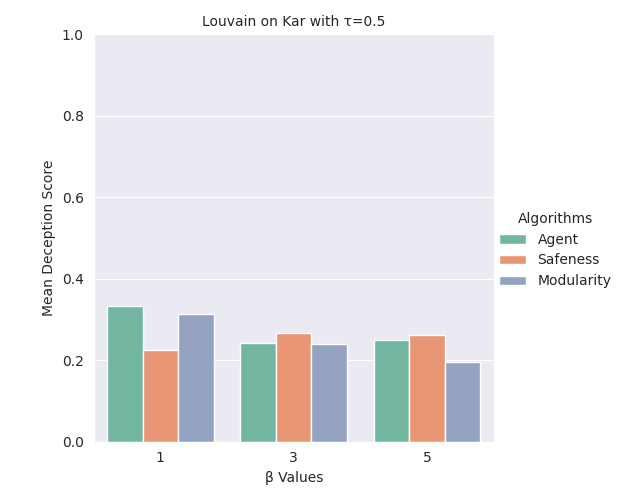 Louvain on Kar with τ=0.5
Mean Deception Score
1.0
0.8
0.6
0.4
0.2
0.0
1
3
5
β Values
Algorithms
Agent
Safeness
Modularity